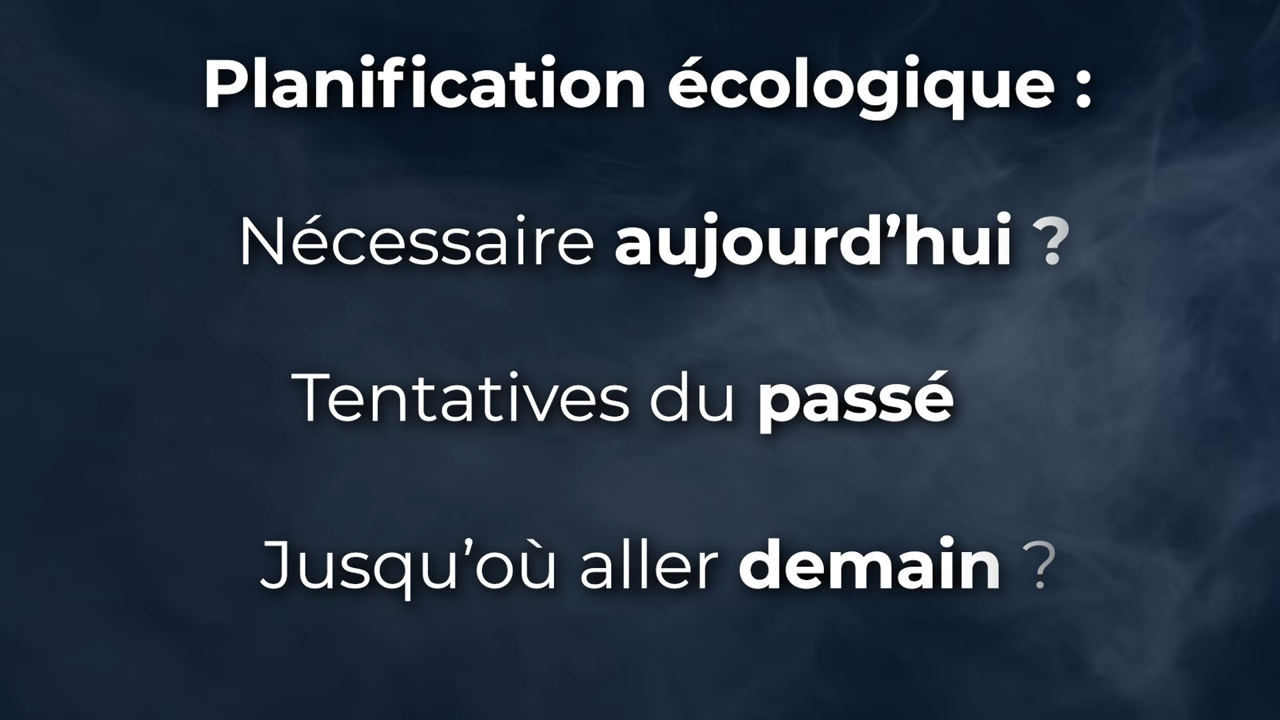 Planification écologique :
Nécessaire aujourd’hui ?
Tentatives du passé
Jusqu’où aller demain ?